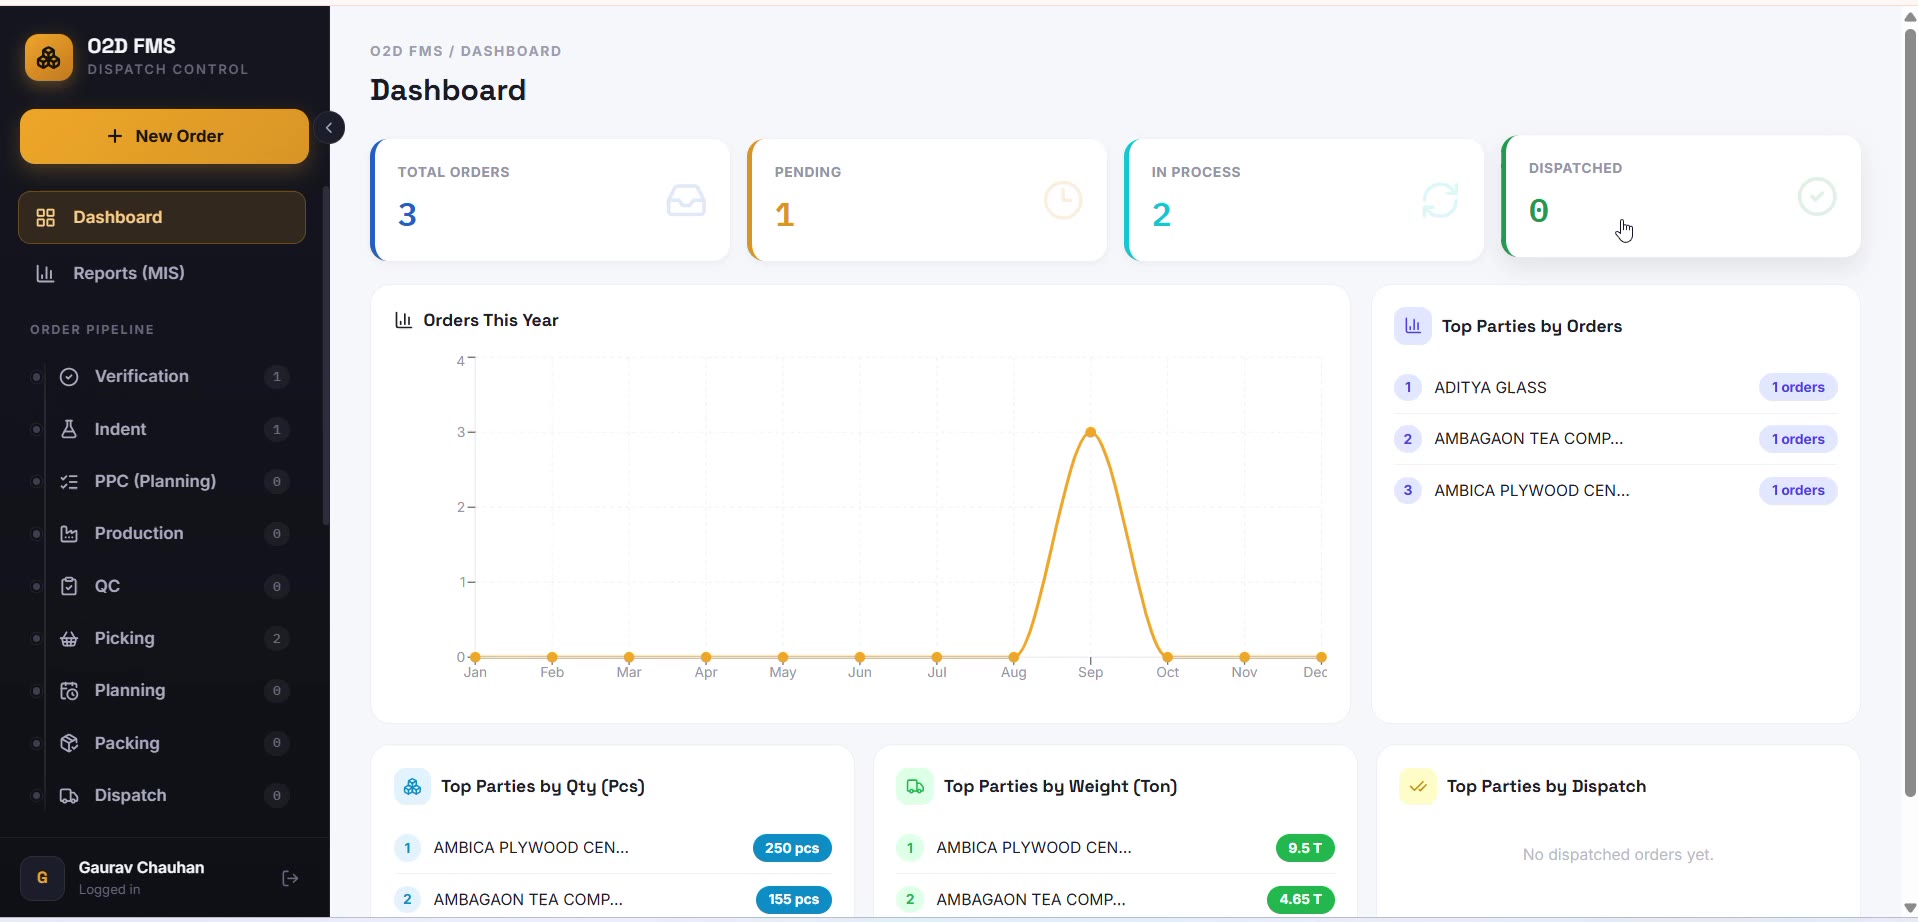 O2D FMS
DISPATCH CONTROL
New Order
Dashboard
Reports (MIS)
ORDER PIPELINE
Verification 1
Indent 1
PPC (Planning) 0
Production 0
QC 0
Picking 2
Planning 0
Packing 0
Dispatch 0
G
Gaurav Chauhan
Logged in
O2D FMS / DASHBOARD
Dashboard
TOTAL ORDERS
3
PENDING
1
IN PROCESS
2
DISPATCHED
0
Orders This Year
4
3
2
1
0
Jan Feb Mar Apr May Jun Jul Aug Sep Oct Nov Dec
Top Parties by Orders
1 ADITYA GLASS 1 orders
2 AMBAGAON TEA COMP... 1 orders
3 AMBICA PLYWOOD CEN... 1 orders
Top Parties by Qty (Pcs)
1 AMBICA PLYWOOD CEN... 250 pcs
2 AMBAGAON TEA COMP... 155 pcs
Top Parties by Weight (Ton)
1 AMBICA PLYWOOD CEN... 9.5 T
2 AMBAGAON TEA COMP... 4.65 T
Top Parties by Dispatch
No dispatched orders yet.